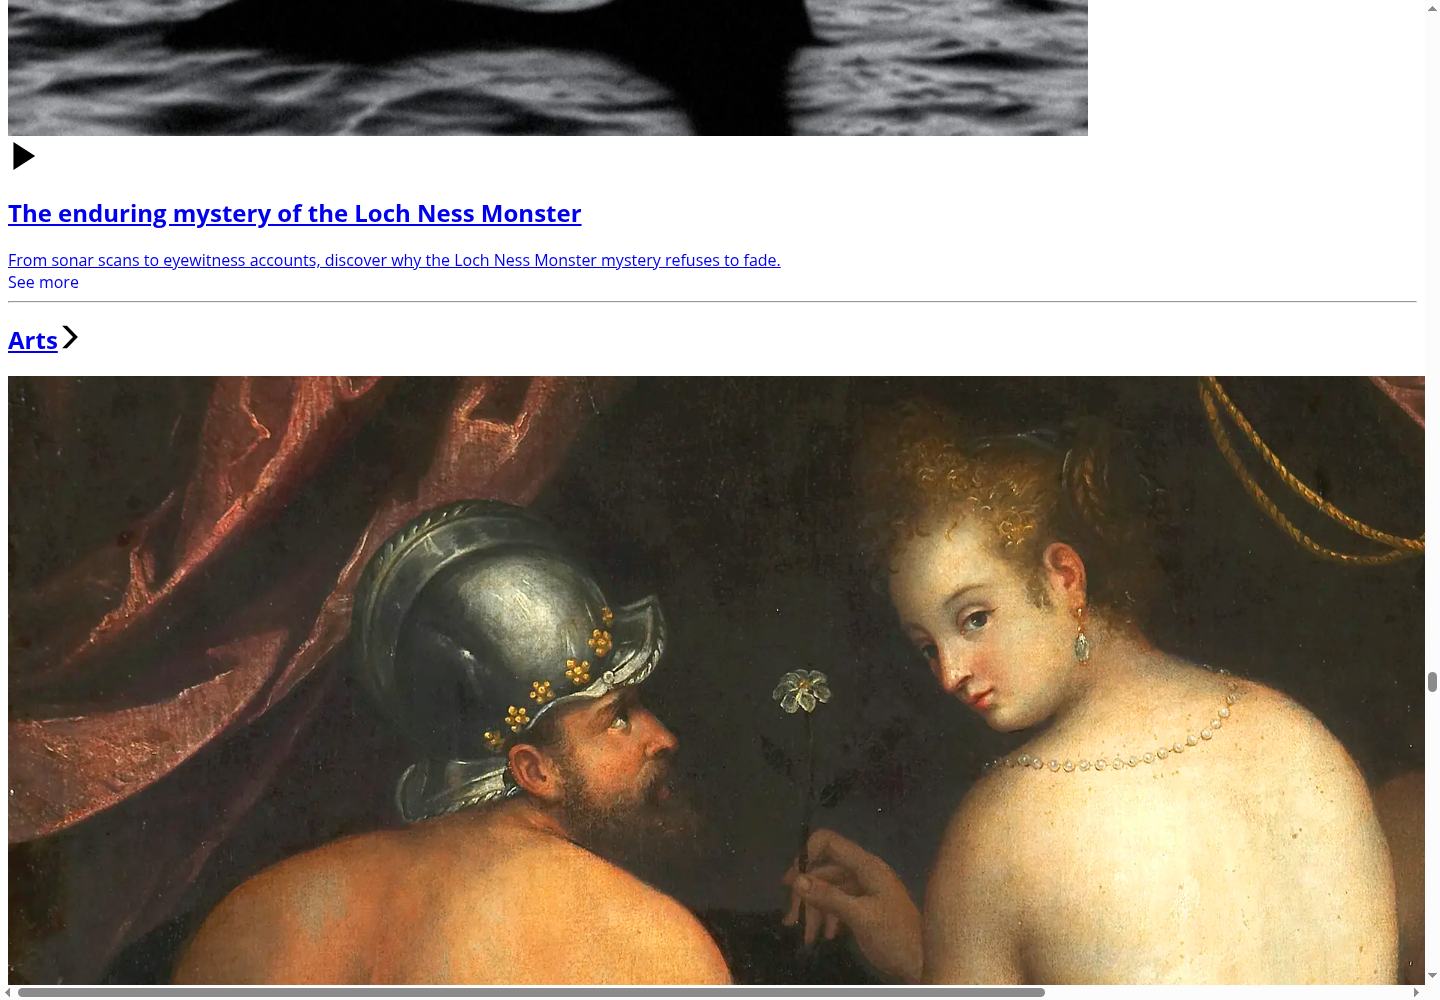 The enduring mystery of the Loch Ness Monster
From sonar scans to eyewitness accounts, discover why the Loch Ness Monster mystery refuses to fade.
See more
Arts